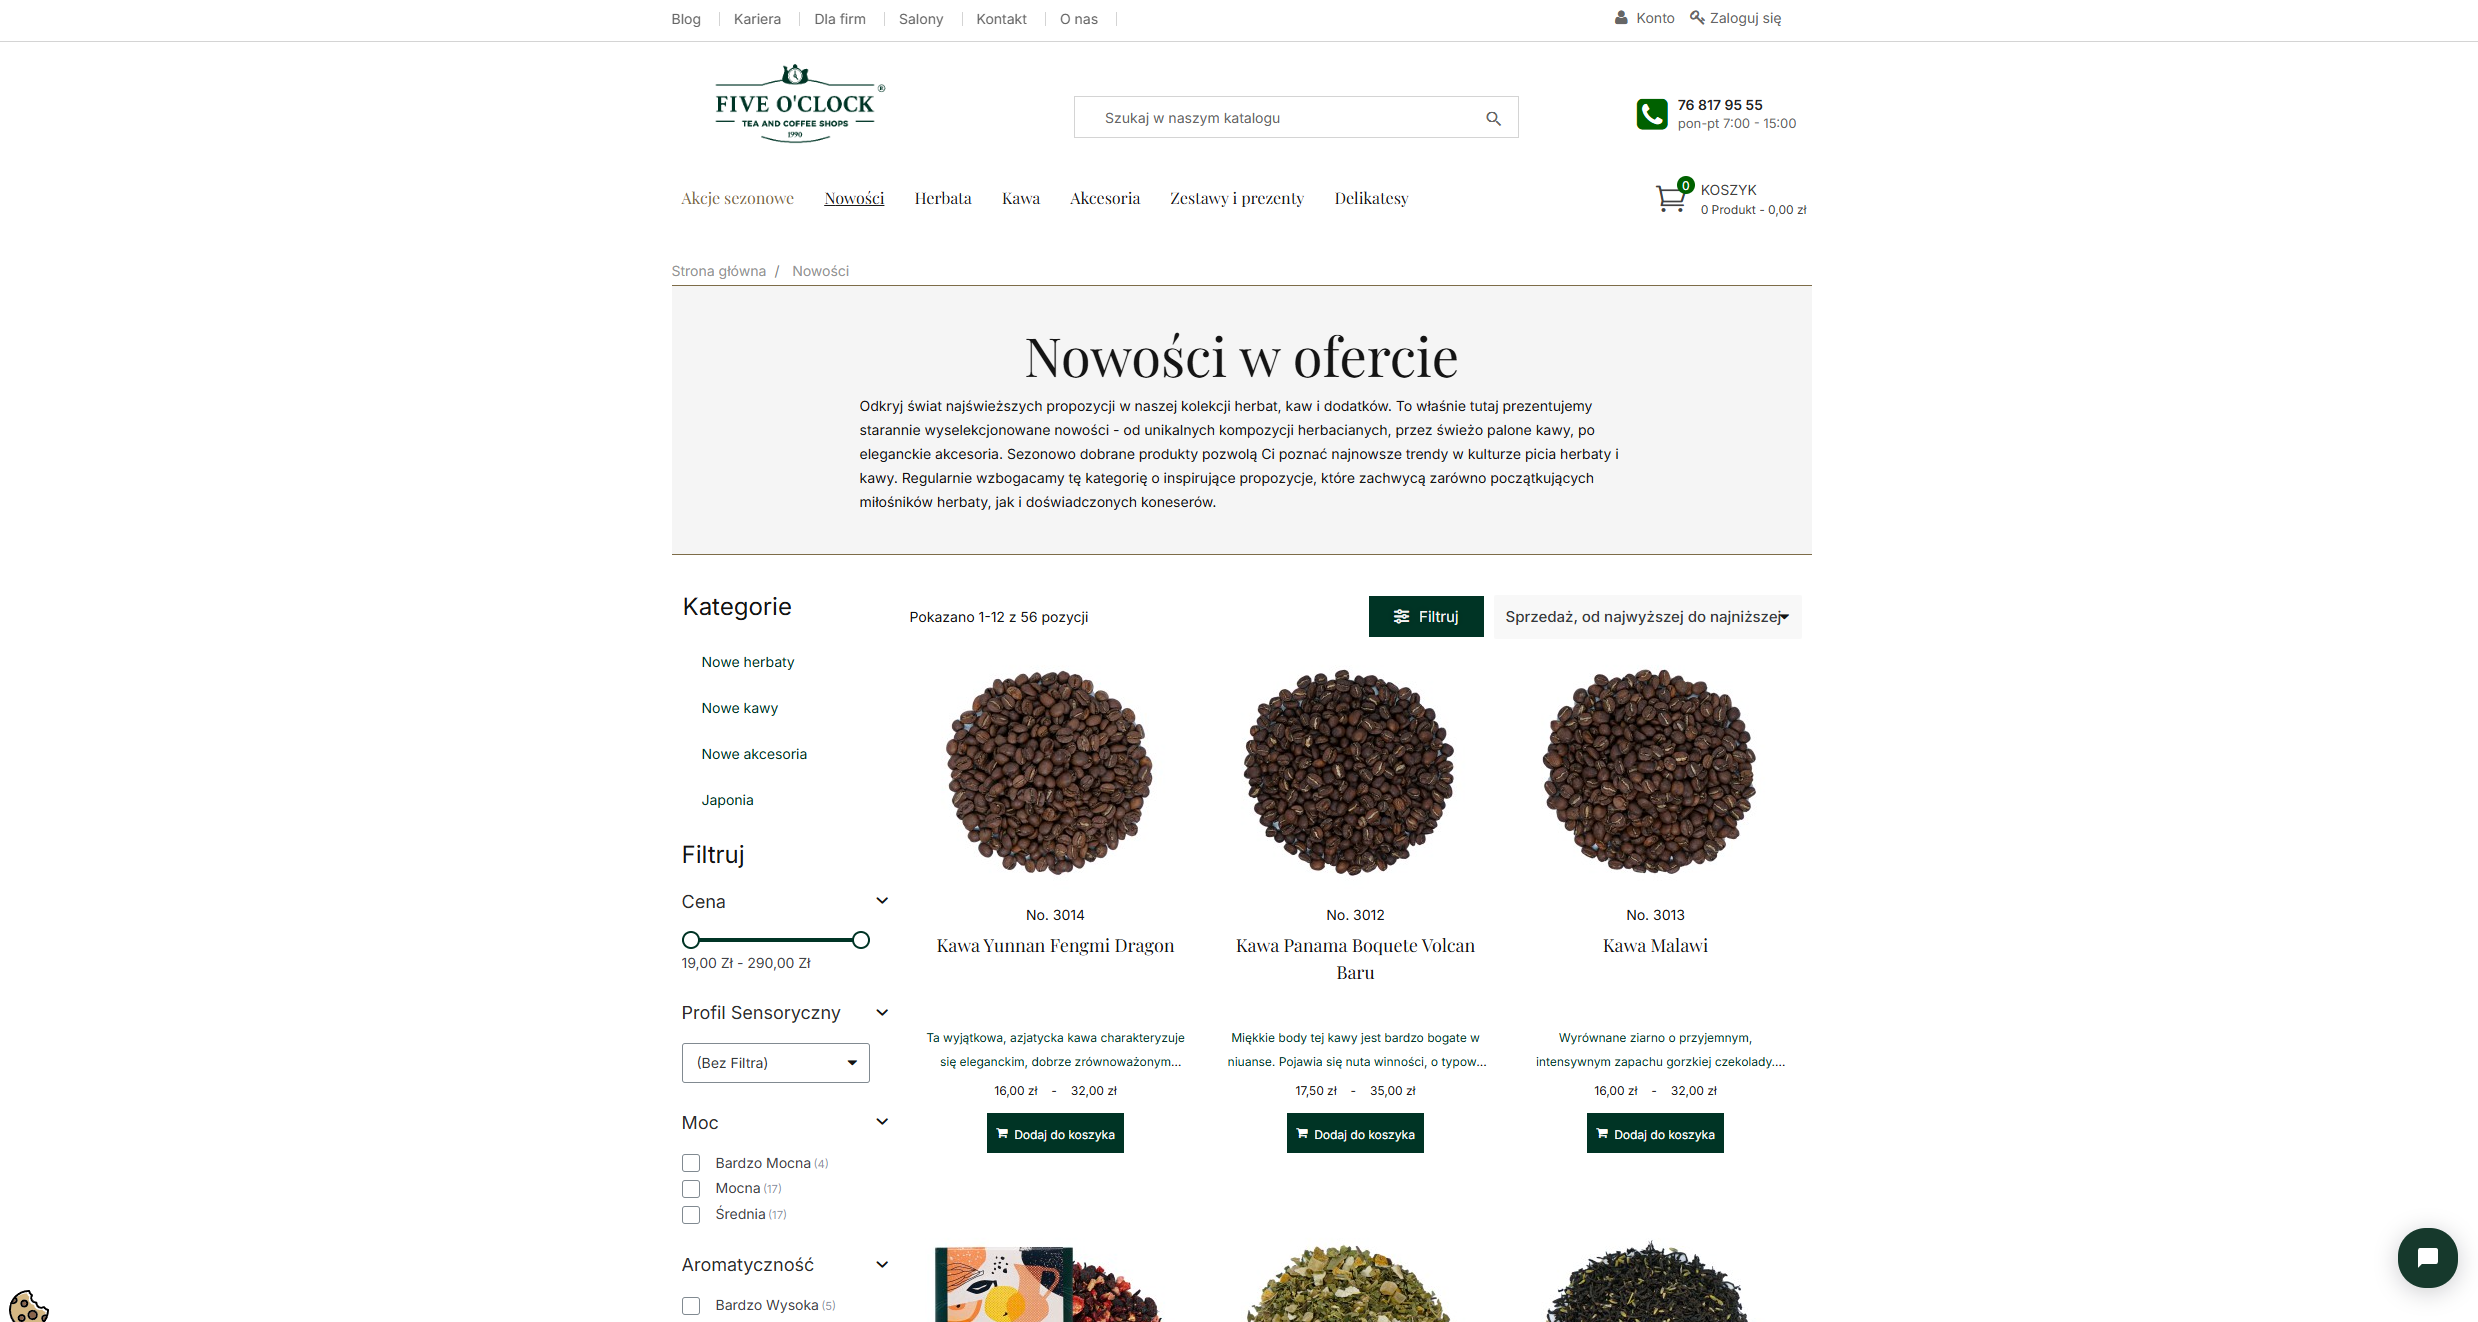 Blog
Kariera
Dla firm
Salony
Kontakt
O nas
Konto
Zaloguj się
FIVE O'CLOCK ®
TEA AND COFFEE SHOPS
1990
Szukaj w naszym katalogu
76 817 95 55
pon-pt 7:00 - 15:00
Akcje sezonowe
Nowości
Herbata
Kawa
Akcesoria
Zestawy i prezenty
Delikatesy
0
KOSZYK
0 Produkt - 0,00 zł
Strona główna / Nowości
Nowości w ofercie
Odkryj świat najświeższych propozycji w naszej kolekcji herbat, kaw i dodatków. To właśnie tutaj prezentujemy
starannie wyselekcjonowane nowości - od unikalnych kompozycji herbacianych, przez świeżo palone kawy, po
eleganckie akcesoria. Sezonowo dobrane produkty pozwolą Ci poznać najnowsze trendy w kulturze picia herbaty i
kawy. Regularnie wzbogacamy tę kategorię o inspirujące propozycje, które zachwycą zarówno początkujących
miłośników herbaty, jak i doświadczonych koneserów.
Kategorie
Nowe herbaty
Nowe kawy
Nowe akcesoria
Japonia
Filtruj
Cena
19,00 Zł - 290,00 Zł
Profil Sensoryczny
(Bez Filtra)
Moc
Bardzo Mocna (4)
Mocna (17)
Średnia (17)
Aromatyczność
Bardzo Wysoka (5)
Pokazano 1-12 z 56 pozycji
Filtruj
Sprzedaż, od najwyższej do najniższej
No. 3014
Kawa Yunnan Fengmi Dragon
Ta wyjątkowa, azjatycka kawa charakteryzuje
się eleganckim, dobrze zrównoważonym...
16,00 zł - 32,00 zł
Dodaj do koszyka
No. 3012
Kawa Panama Boquete Volcan
Baru
Miękkie body tej kawy jest bardzo bogate w
niuanse. Pojawia się nuta winności, o typow...
17,50 zł - 35,00 zł
Dodaj do koszyka
No. 3013
Kawa Malawi
Wyrównane ziarno o przyjemnym,
intensywnym zapachu gorzkiej czekolady....
16,00 zł - 32,00 zł
Dodaj do koszyka